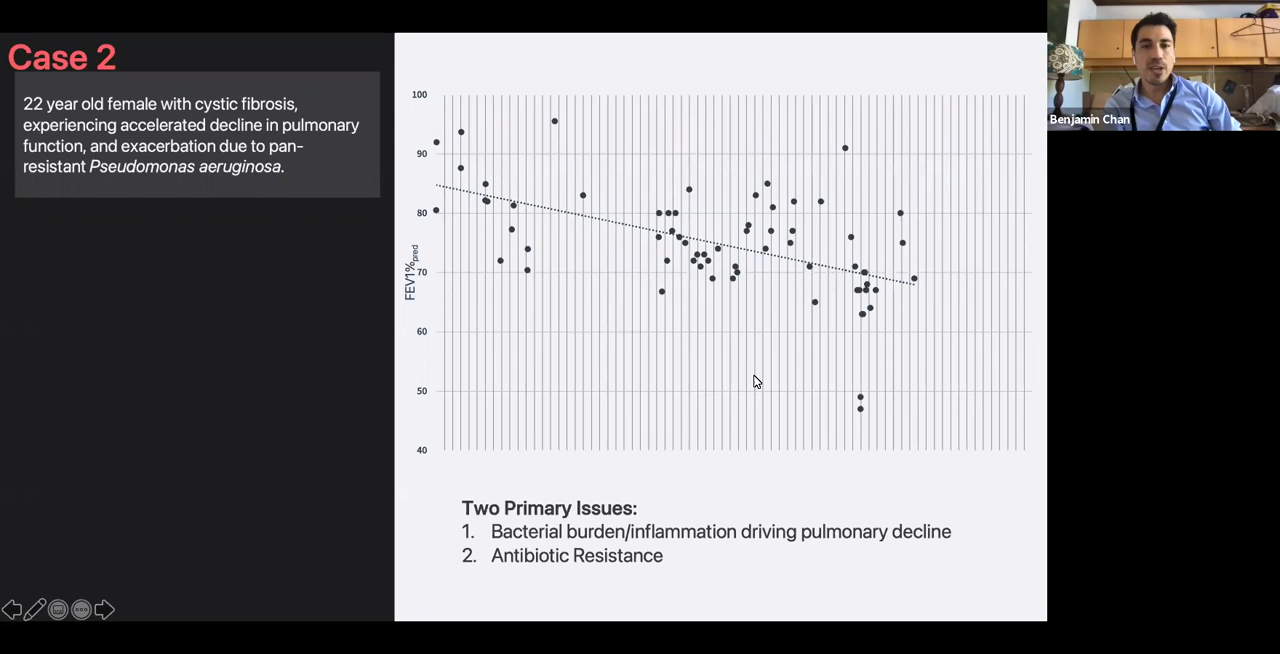 Case 2
22 year old female with cystic fibrosis,
experiencing accelerated decline in pulmonary
function, and exacerbation due to pan-
resistant Pseudomonas aeruginosa.
Benjamin Chan
100
90
80
70
60
50
40
FEV1%pred
Two Primary Issues:
1. Bacterial burden/inflammation driving pulmonary decline
2. Antibiotic Resistance